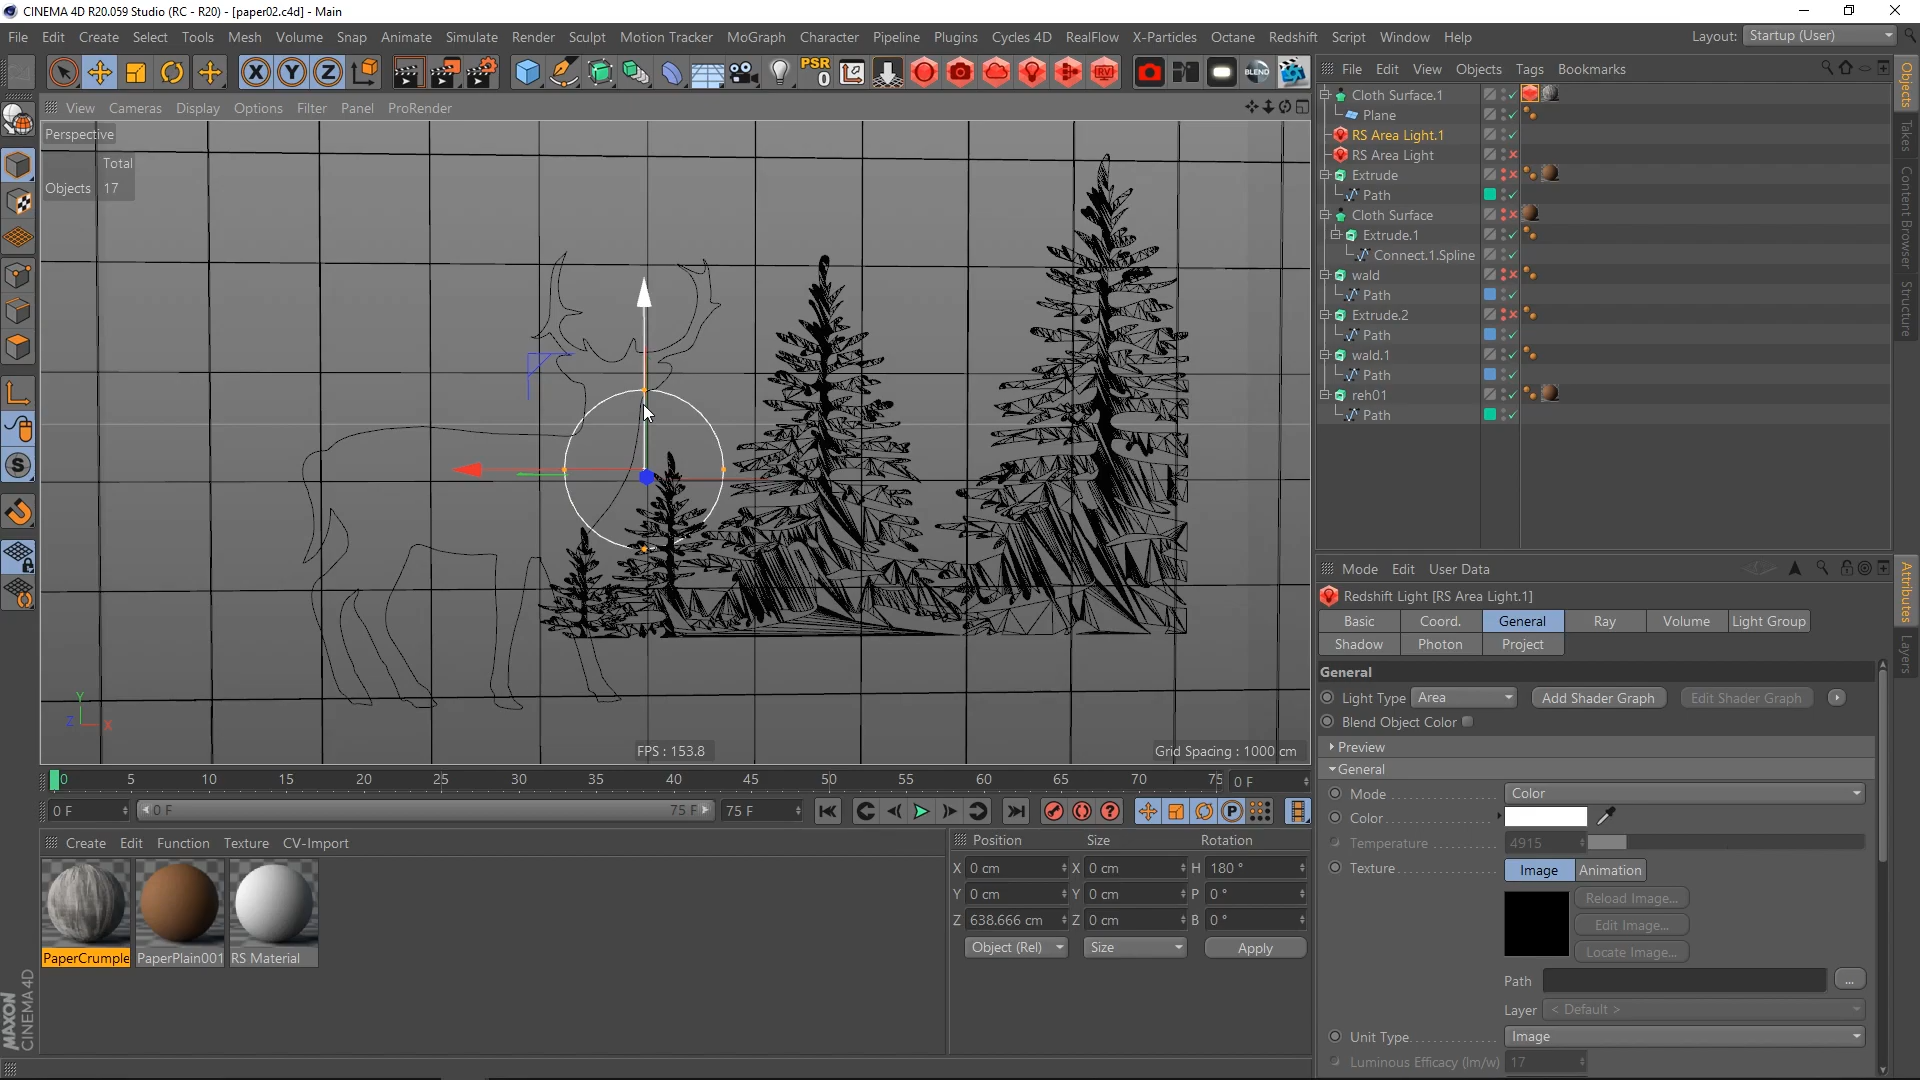 CINEMA 4D R20.059 Studio (RC - R20) - [paper02.c4d] - Main
File Edit Create Select Tools Mesh Volume Snap Animate Simulate Render Sculpt Motion Tracker MoGraph Character Pipeline Plugins Cycles 4D RealFlow X-Particles Octane Redshift Script Window Help
Layout: Startup (User)
X Y Z PSR 0 RV BLEND
View Cameras Display Options Filter Panel ProRender
Perspective
Total
Objects 17
Y
Z X
FPS : 153.8
Grid Spacing : 1000 cm
0 5 10 15 20 25 30 35 40 45 50 55 60 65 70 75 0 F
0 F 0 F 75 F 75 F
Create Edit Function Texture CV-Import
PaperCrumple PaperPlain001 RS Material
MAXON CINEMA 4D
Position Size Rotation
X 0 cm X 0 cm H 180 °
Y 0 cm Y 0 cm P 0 °
Z 638.666 cm Z 0 cm B 0 °
Object (Rel) Size Apply
File Edit View Objects Tags Bookmarks
Cloth Surface.1
Plane
RS Area Light.1
RS Area Light
Extrude
Path
Cloth Surface
Extrude.1
Connect.1.Spline
wald
Path
Extrude.2
Path
wald.1
Path
reh01
Path
Objects
Takes
Content Browser
Structure
Mode Edit User Data
Redshift Light [RS Area Light.1]
Basic Coord. General Ray Volume Light Group
Shadow Photon Project
General
Light Type Area Add Shader Graph Edit Shader Graph
Blend Object Color
Preview
General
Mode Color
Color
Temperature 4915
Texture Image Animation
Reload Image...
Edit Image...
Locate Image...
Path ...
Layer < Default >
Unit Type Image
Luminous Efficacy (lm/w) 17
Attributes
Layers